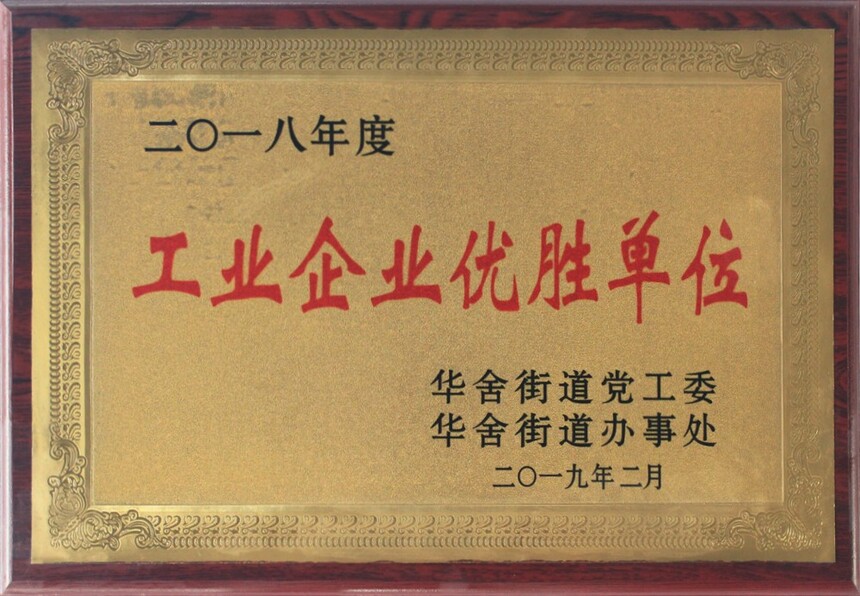 二〇一八年度
工业企业优胜单位
华舍街道党工委
华舍街道办事处
二〇一九年二月